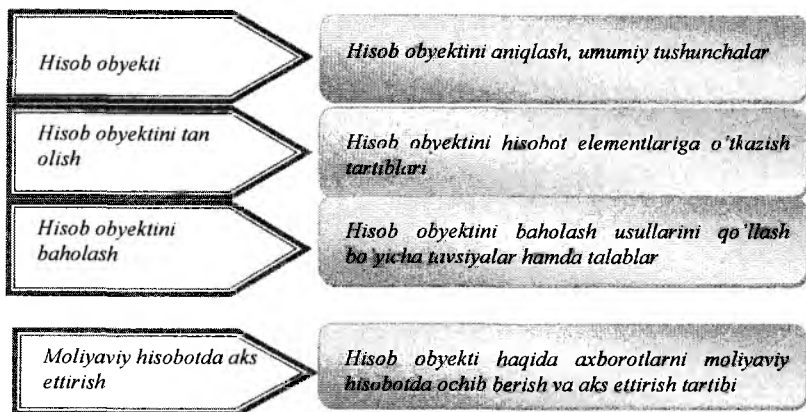 Hisob obyekti
Hisob obyektini aniqlash, umumiy tushunchalar
Hisob obyektini tan
olish
Hisob obyektini hisobot elementlariga o'tkazish
tartiblari
Hisob obyektini
baholash
Hisob obyektini baholash usullarini qo'llash
bo'yicha tavsiyalar hamda talablar
Moliyaviy hisobotda aks
ettirish
Hisob obyekti haqida axborotlarni moliyaviy
hisobotda ochib berish va aks ettirish tartibi